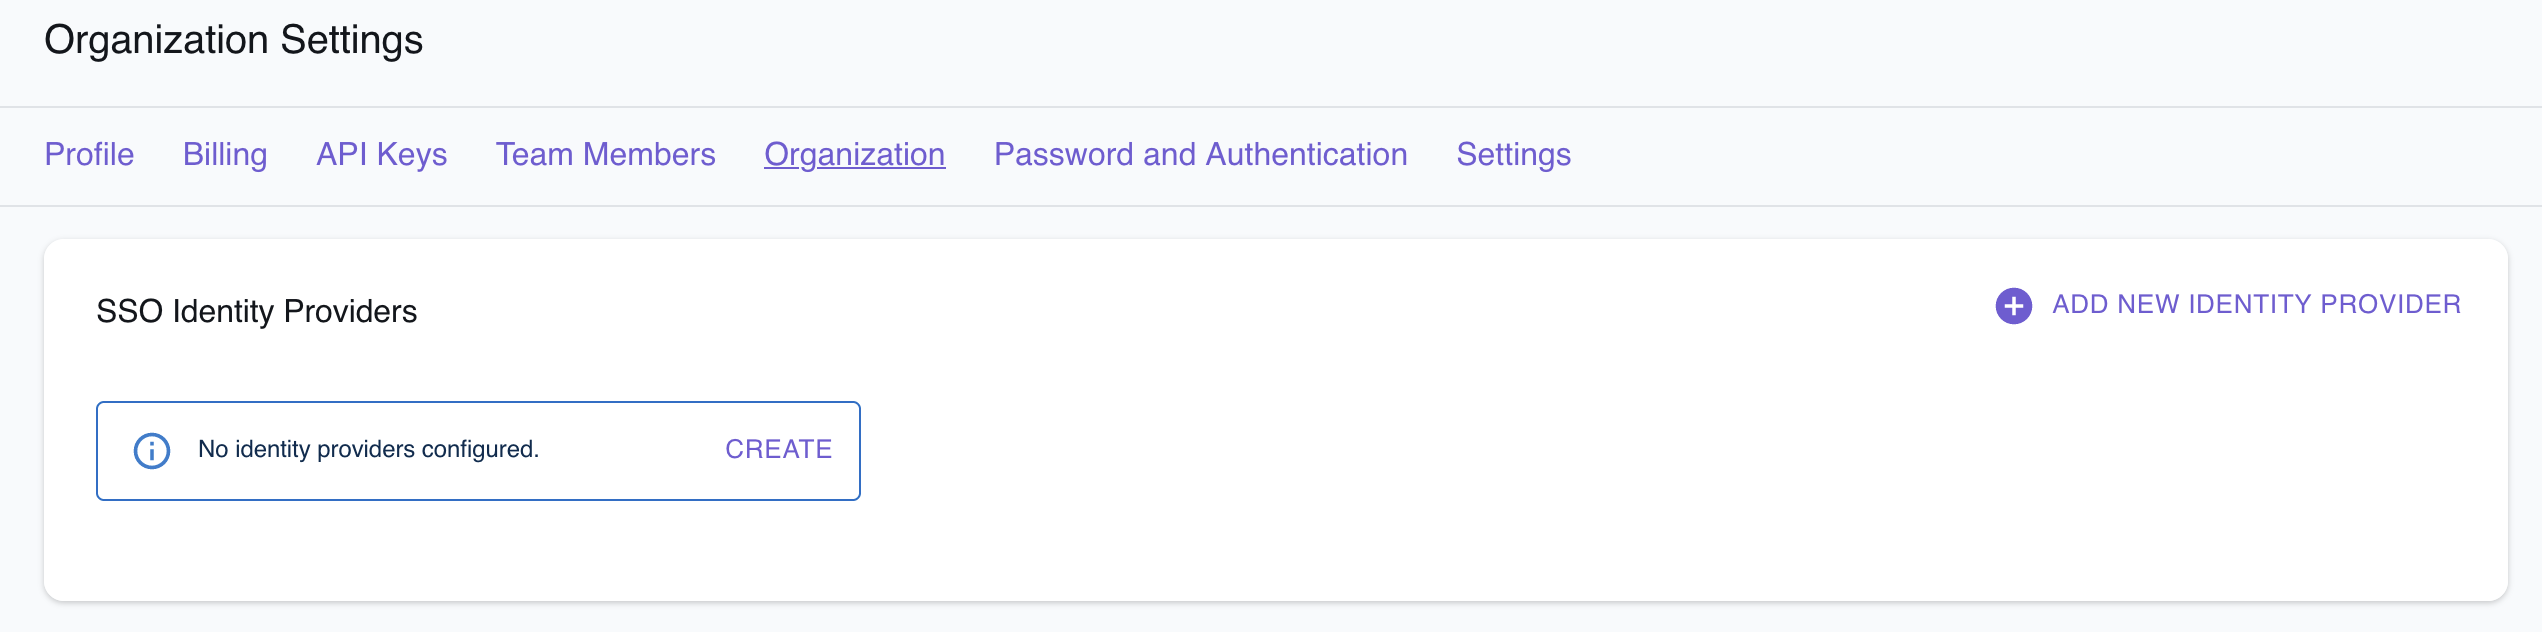 Organization Settings
Profile Billing API Keys Team Members Organization Password and Authentication Settings
SSO Identity Providers
ADD NEW IDENTITY PROVIDER
No identity providers configured. CREATE